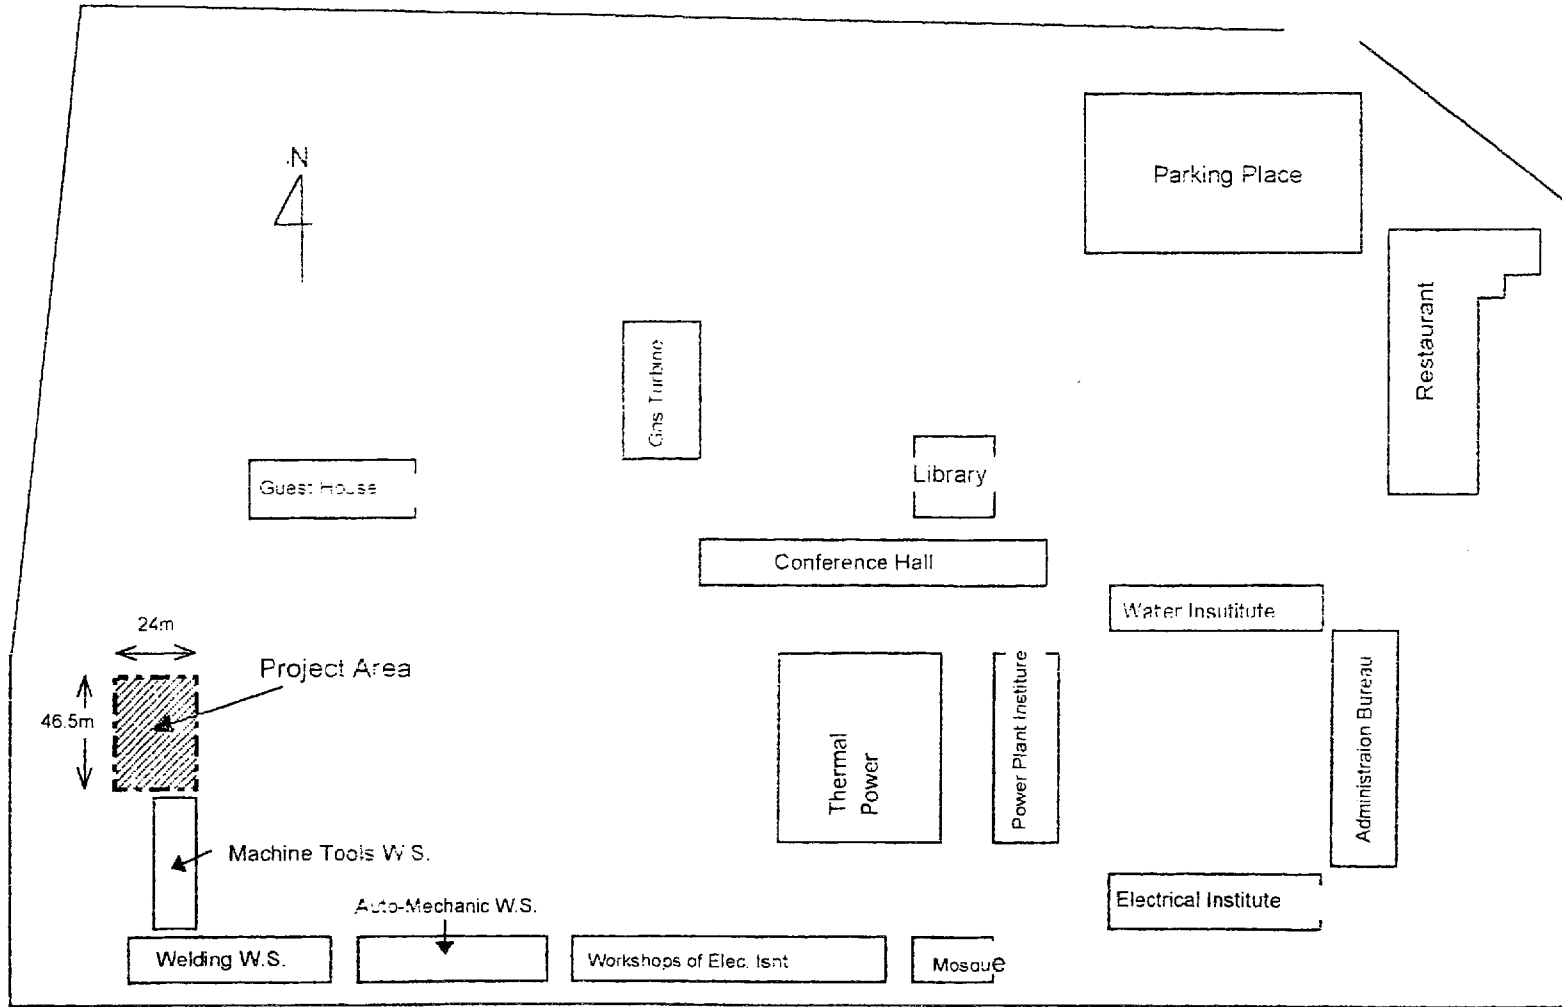 N
Parking Place
Restaurant
Gas Turbine
Library
Guest House
Conference Hall
Water Insutitute
24m
Project Area
46.5m
Thermal
Power
Power Plant Institure
Administraion Bureau
Machine Tools W.S.
Auto-Mechanic W.S.
Electrical Institute
Welding W.S.
Workshops of Elec. Isnt
Mosque